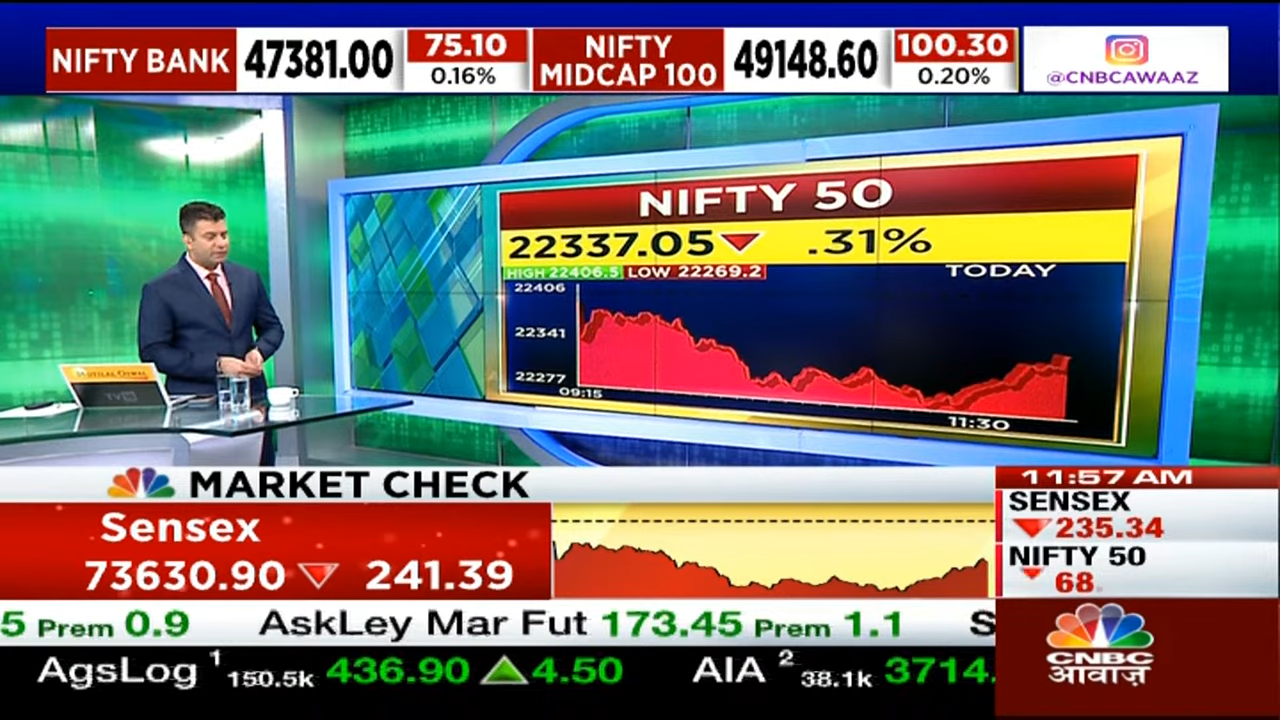 NIFTY BANK
47381.00
75.10
0.16%
NIFTY
MIDCAP 100
49148.60
100.30
0.20%
@CNBCAWAAZ
NIFTY 50
22337.05 .31%
HIGH 22406.5 LOW 22269.2
TODAY
22406
22341
22277
09:15
11:30
MOTILAL OSWAL
MARKET CHECK
11:57 AM
Sensex
73630.90 241.39
SENSEX
235.34
NIFTY 50
68
5 Prem 0.9 AskLey Mar Fut 173.45 Prem 1.1 S
AgsLog 1 150.5k 436.90 4.50 AIA 2 38.1k 3714.
CNBC
आवाज़